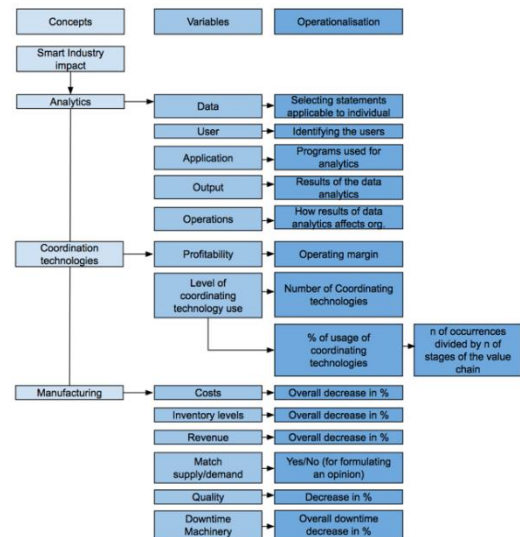 Concepts
Variables
Operationalisation
Smart Industry
impact
Analytics
Data
Selecting statements
applicable to individual
User
Identifying the users
Application
Programs used for
analytics
Output
Results of the data
analytics
Operations
How results of data
analytics affects org.
Coordination
technologies
Profitability
Operating margin
Level of
coordinating
technology use
Number of Coordinating
technologies
% of usage of
coordinating
technologies
n of occurrences
divided by n of
stages of the value
chain
Manufacturing
Costs
Overall decrease in %
Inventory levels
Overall decrease in %
Revenue
Overall decrease in %
Match
supply/demand
Yes/No (for formulating
an opinion)
Quality
Decrease in %
Downtime
Machinery
Overall downtime
decrease in %